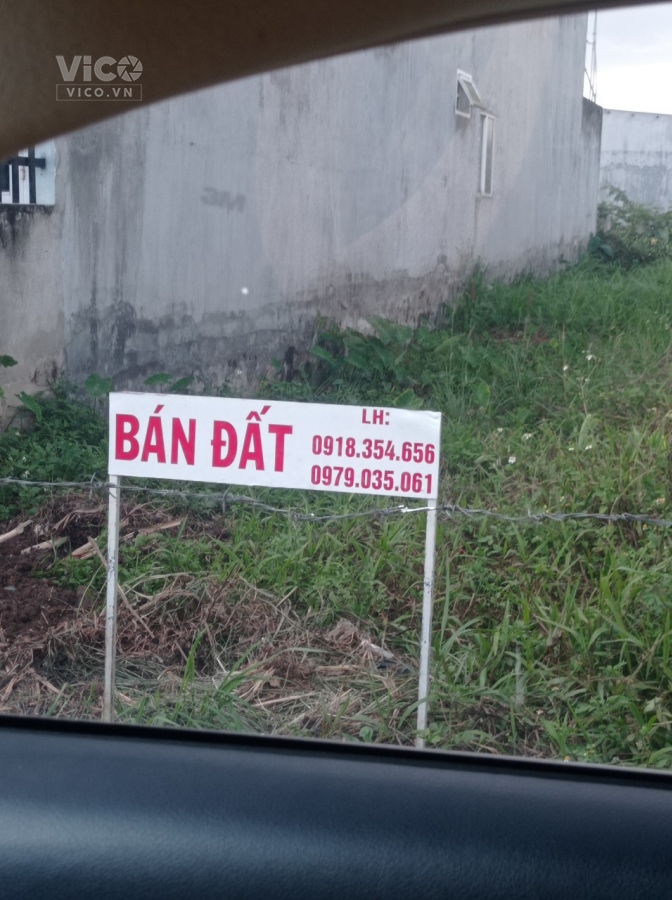 VICO
VICO.VN
BÁN ĐẤT
LH:
0918.354.656
0979.035.061